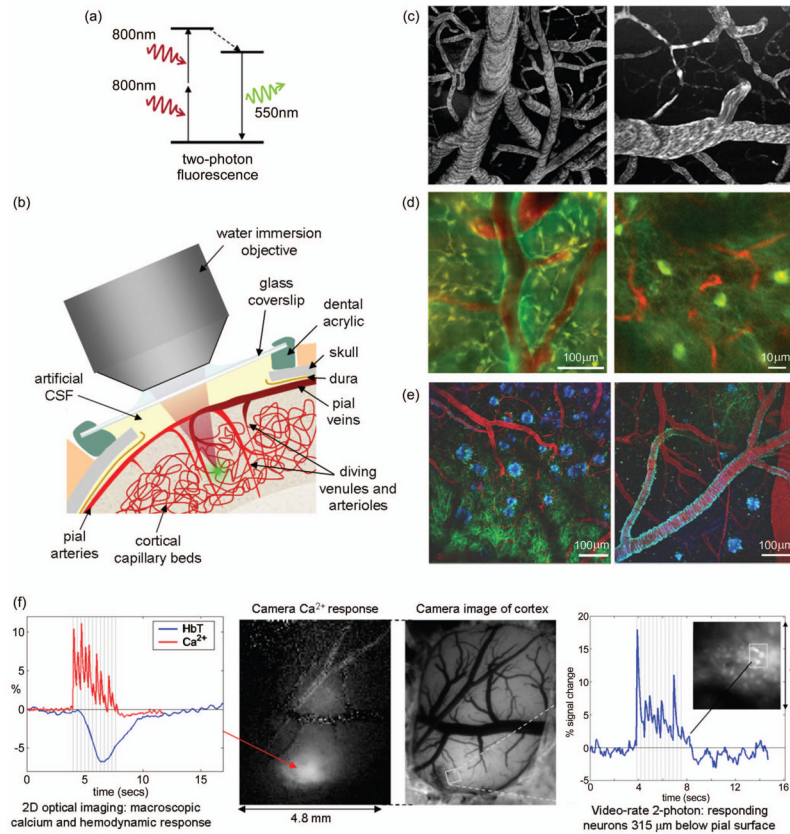 (a)
800nm
800nm
550nm
two-photon
fluorescence
(b)
water immersion
objective
glass
coverslip
dental
acrylic
skull
dura
pial
veins
artificial
CSF
diving
venules and
arterioles
pial
arteries
cortical
capillary beds
(c)
(d)
100μm
10μm
(e)
100μm
100μm
(f)
10
5
%
0
-5
HbT
Ca2+
0
5
10
15
time (secs)
2D optical imaging: macroscopic
calcium and hemodynamic response
Camera Ca2+ response
4.8 mm
Camera image of cortex
% signal change
20
15
10
5
0
-5
0
2
4
6
8
10
12
14
16
time (secs)
Video-rate 2-photon: responding
neurons 315 μm below pial surface